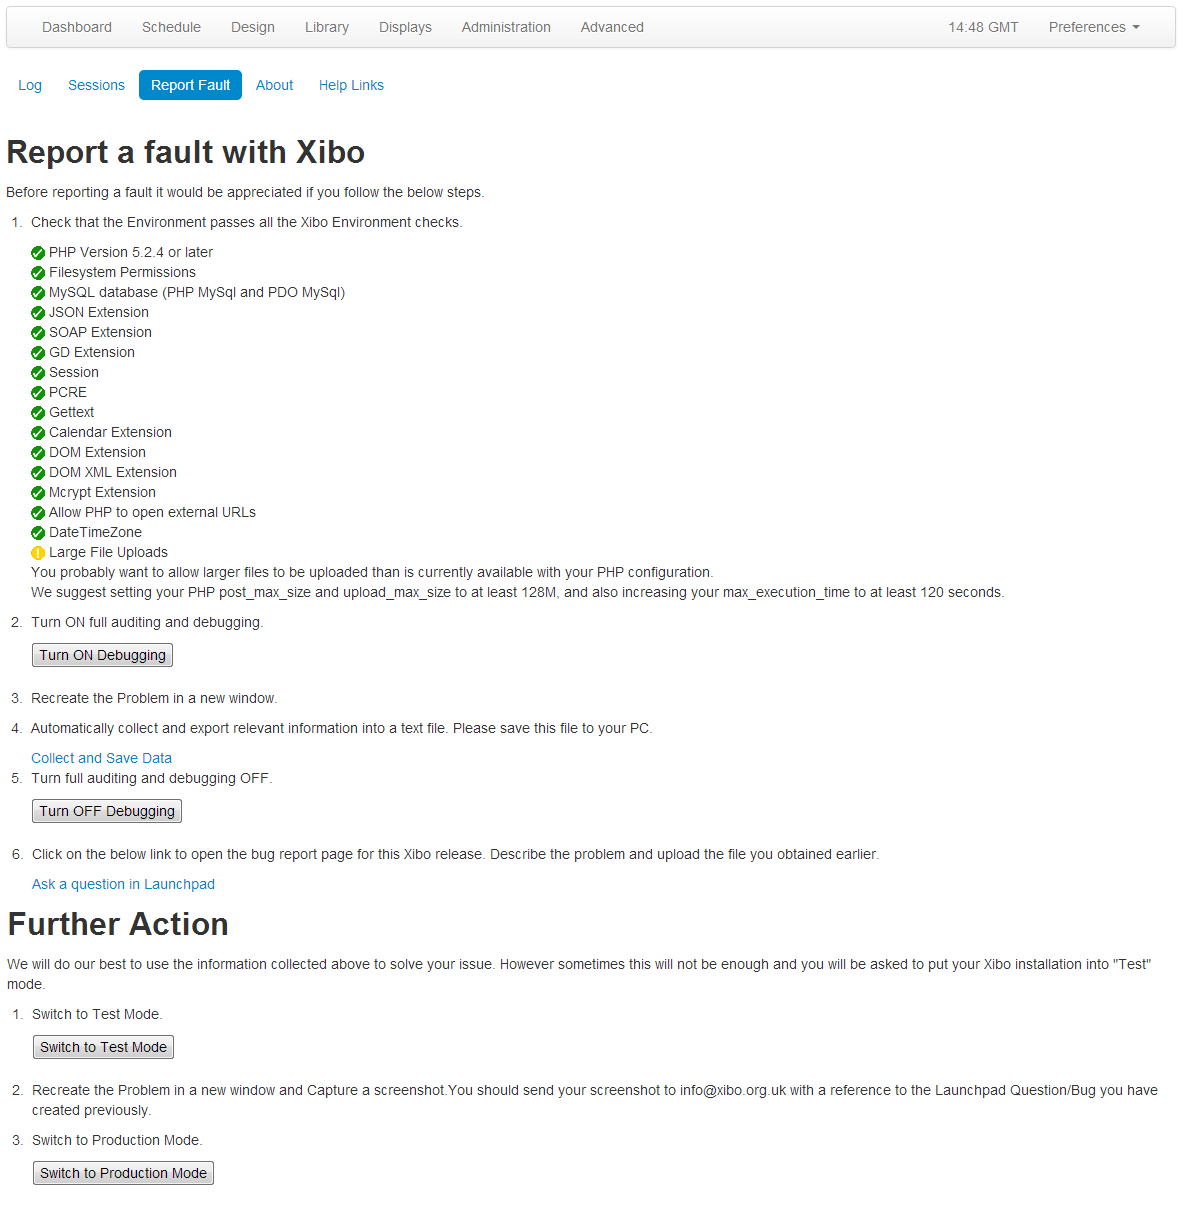 Dashboard Schedule Design Library Displays Administration Advanced 14:48 GMT Preferences
Log Sessions Report Fault About Help Links
Report a fault with Xibo
Before reporting a fault it would be appreciated if you follow the below steps.
1. Check that the Environment passes all the Xibo Environment checks.
PHP Version 5.2.4 or later
Filesystem Permissions
MySQL database (PHP MySql and PDO MySql)
JSON Extension
SOAP Extension
GD Extension
Session
PCRE
Gettext
Calendar Extension
DOM Extension
DOM XML Extension
Mcrypt Extension
Allow PHP to open external URLs
DateTimeZone
Large File Uploads
You probably want to allow larger files to be uploaded than is currently available with your PHP configuration.
We suggest setting your PHP post_max_size and upload_max_size to at least 128M, and also increasing your max_execution_time to at least 120 seconds.
2. Turn ON full auditing and debugging.
Turn ON Debugging
3. Recreate the Problem in a new window.
4. Automatically collect and export relevant information into a text file. Please save this file to your PC.
Collect and Save Data
5. Turn full auditing and debugging OFF.
Turn OFF Debugging
6. Click on the below link to open the bug report page for this Xibo release. Describe the problem and upload the file you obtained earlier.
Ask a question in Launchpad
Further Action
We will do our best to use the information collected above to solve your issue. However sometimes this will not be enough and you will be asked to put your Xibo installation into "Test"
mode.
1. Switch to Test Mode.
Switch to Test Mode
2. Recreate the Problem in a new window and Capture a screenshot.You should send your screenshot to info@xibo.org.uk with a reference to the Launchpad Question/Bug you have
created previously.
3. Switch to Production Mode.
Switch to Production Mode